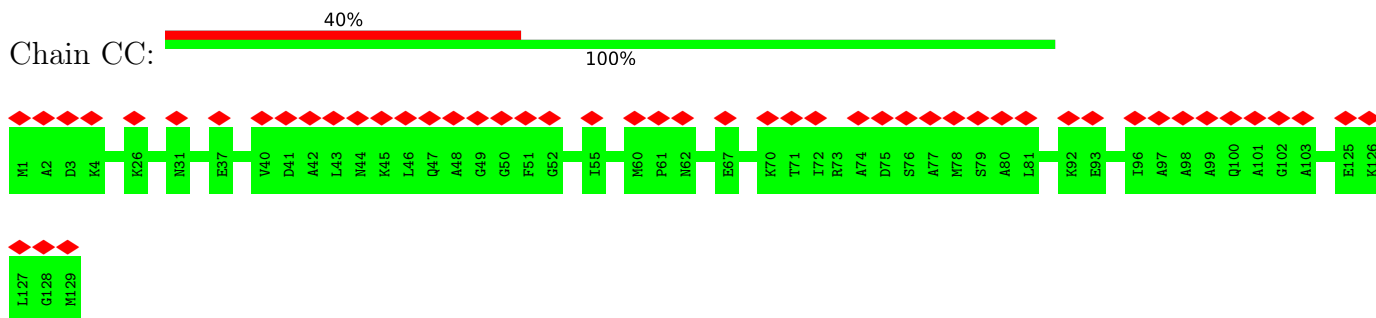 40%
Chain CC:
100%
M1 A2 D3 K4 K26 N31 E37 V40 D41 A42 L43 N44 K45 L46 Q47 A48 G49 G50 F51 G52 I55 M60 P61 N62 E67 K70 T71 I72 R73 A74 D75 S76 A77 M78 S79 A80 L81 K92 E93 I96 A97 A98 A99 Q100 A101 G102 A103 E125 K126
L127 G128 M129